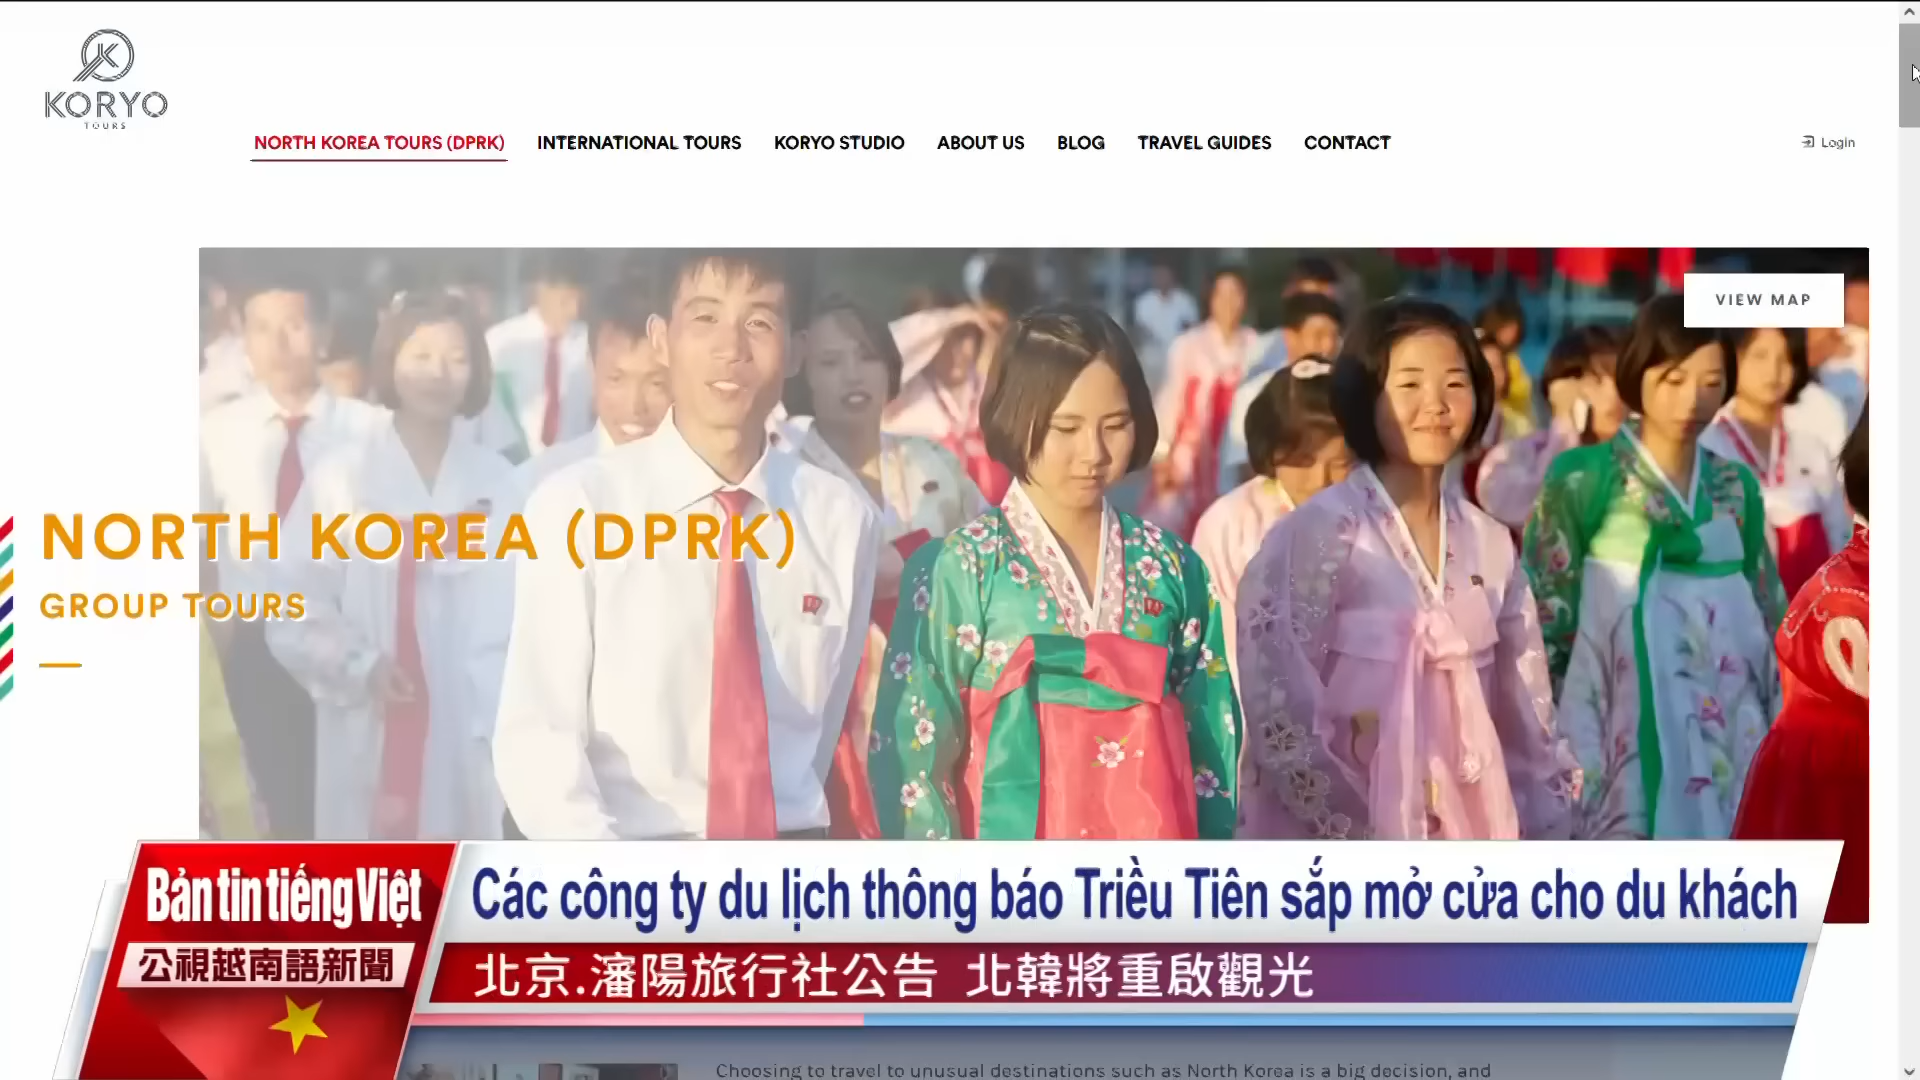 KORYO
TOURS
NORTH KOREA TOURS (DPRK) INTERNATIONAL TOURS KORYO STUDIO ABOUT US BLOG TRAVEL GUIDES CONTACT
Login
VIEW MAP
NORTH KOREA (DPRK)
GROUP TOURS
Bản tin tiếng Việt
公視越南語新聞
Các công ty du lịch thông báo Triều Tiên sắp mở cửa cho du khách
北京.瀋陽旅行社公告 北韓將重啟觀光
Choosing to travel to unusual destinations such as North Korea is a big decision, and